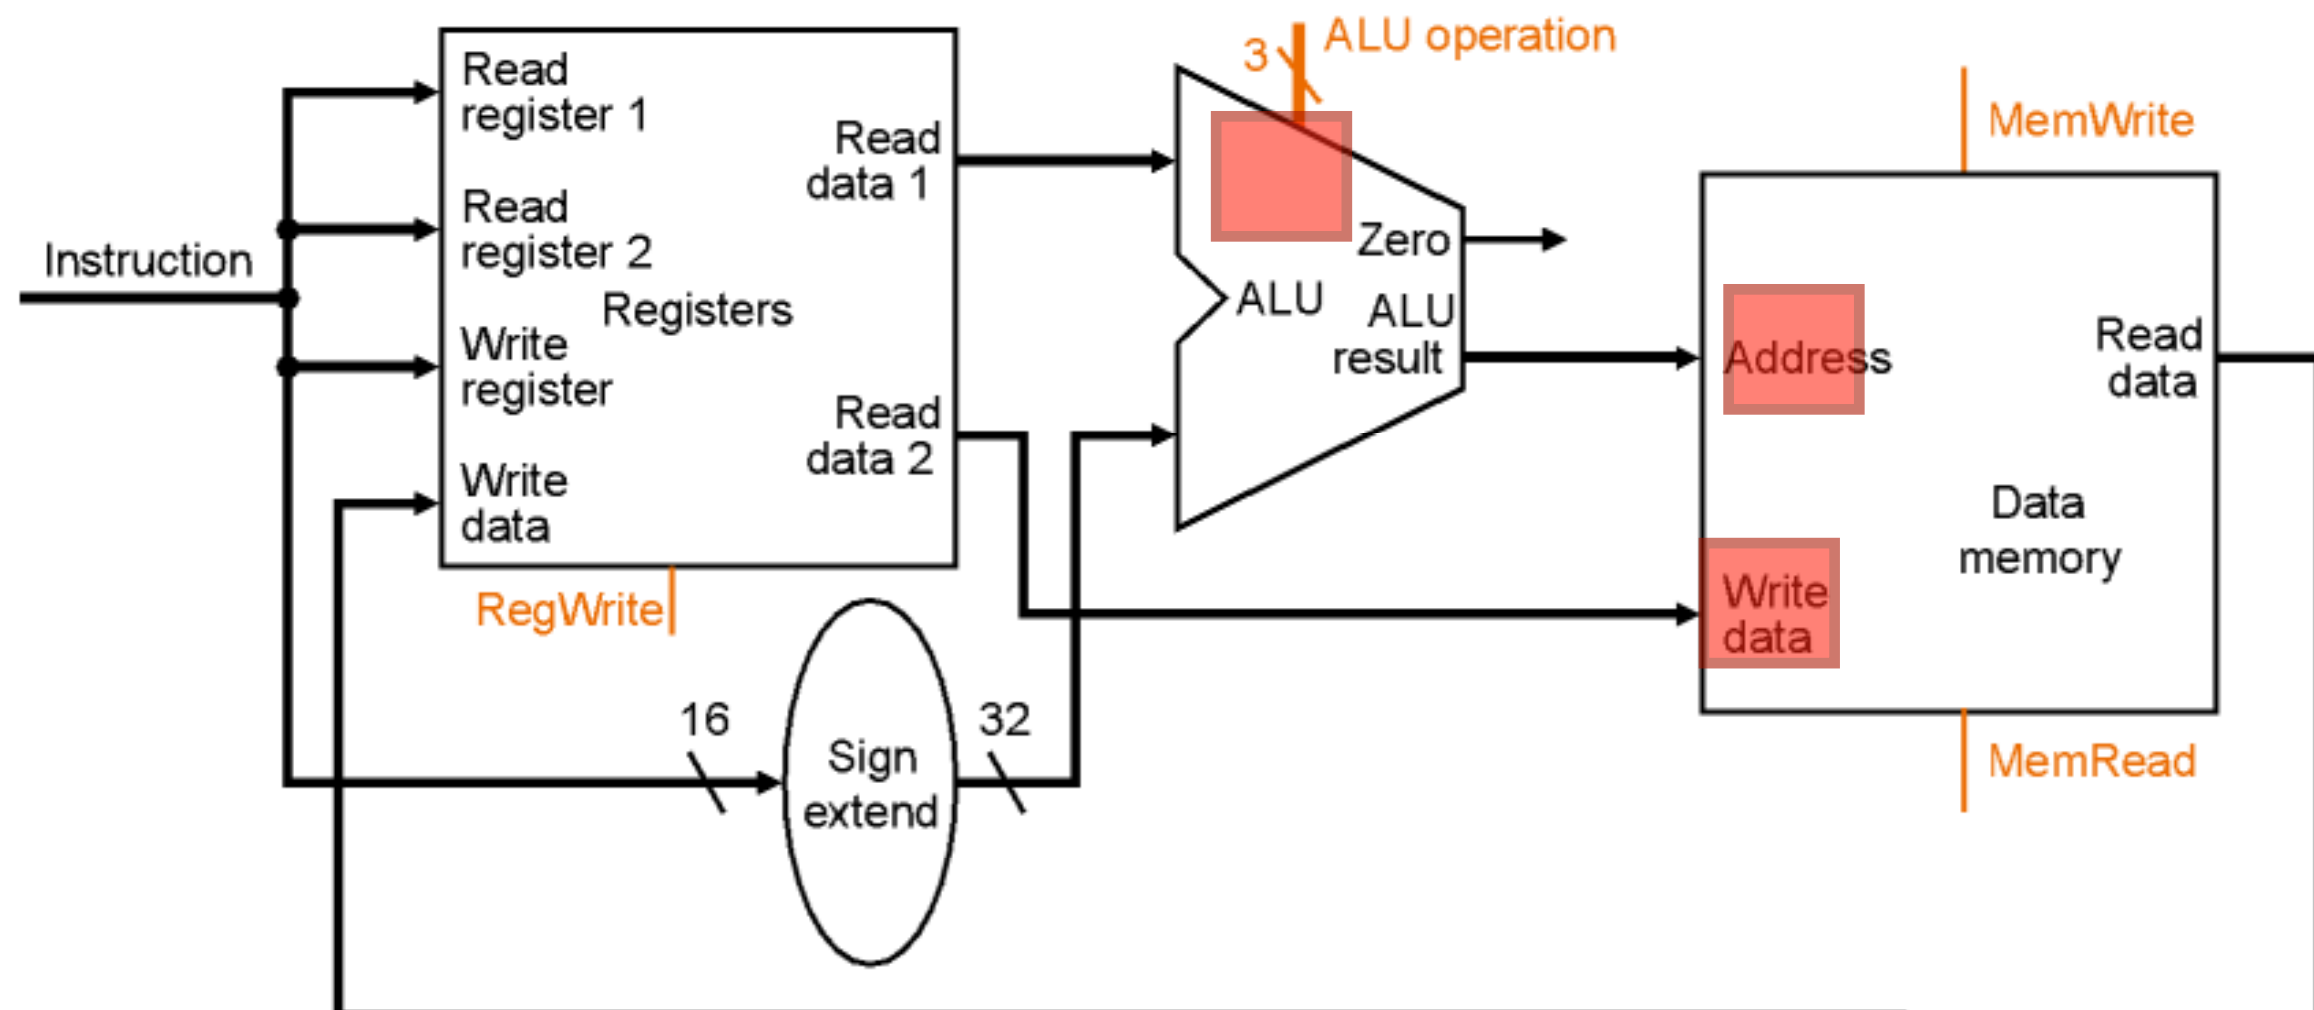 Instruction
Read
register 1
Read
register 2
Registers
Write
register
Write
data
Read
data 1
Read
data 2
RegWrite
16
Sign
extend
32
3
ALU operation
Zero
ALU
ALU
result
MemWrite
Address
Read
data
Data
memory
Write
data
MemRead